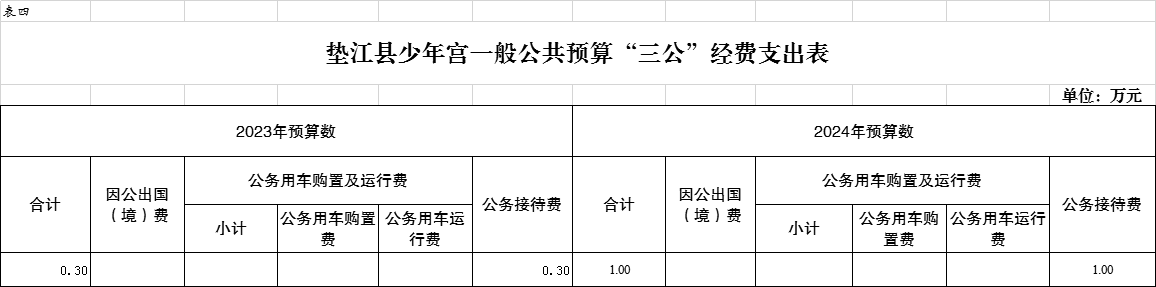 表四
垫江县少年宫一般公共预算“三公”经费支出表
单位：万元
2023年预算数
2024年预算数
合计
因公出国
（境）费
公务用车购置及运行费
公务接待费
合计
因公出国
（境）费
公务用车购置及运行费
公务接待费
小计
公务用车购置
费
公务用车运
行费
小计
公务用车购
置费
公务用车运行
费
0.30
0.30
1.00
1.00